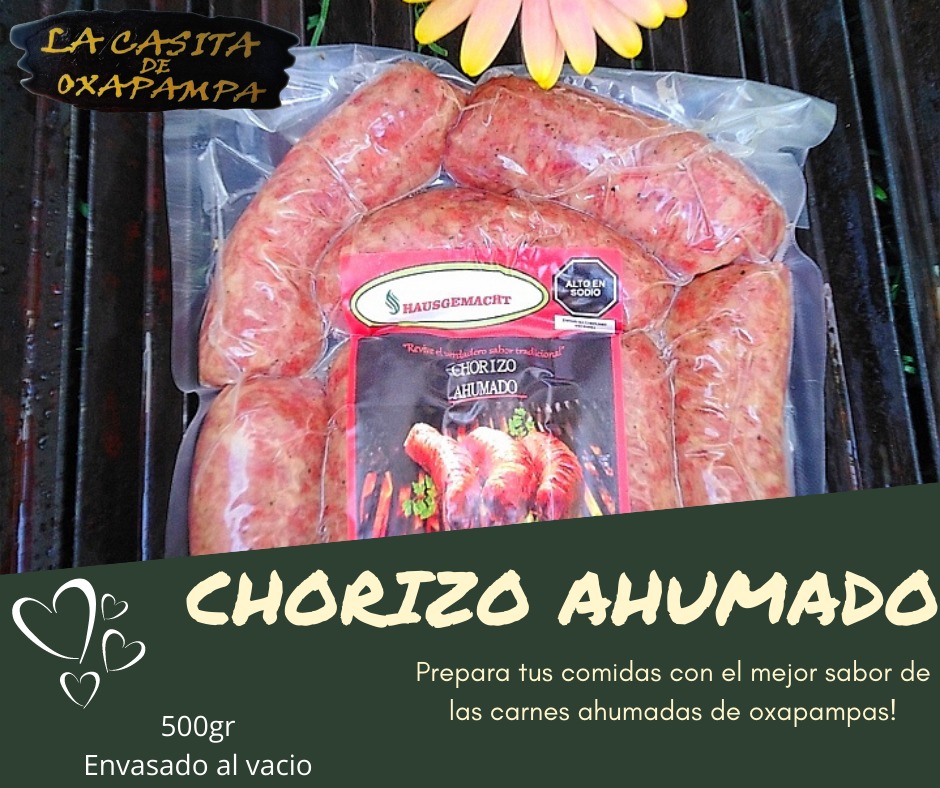 LA CASITA
DE
OXAPAMPA
HAUSGEMACHT
ALTO EN
SODIO
"Revive el verdadero sabor tradicional"
CHORIZO
AHUMADO
CHORIZO AHUMADO
Prepara tus comidas con el mejor sabor de
las carnes ahumadas de oxapampas!
500gr
Envasado al vacio